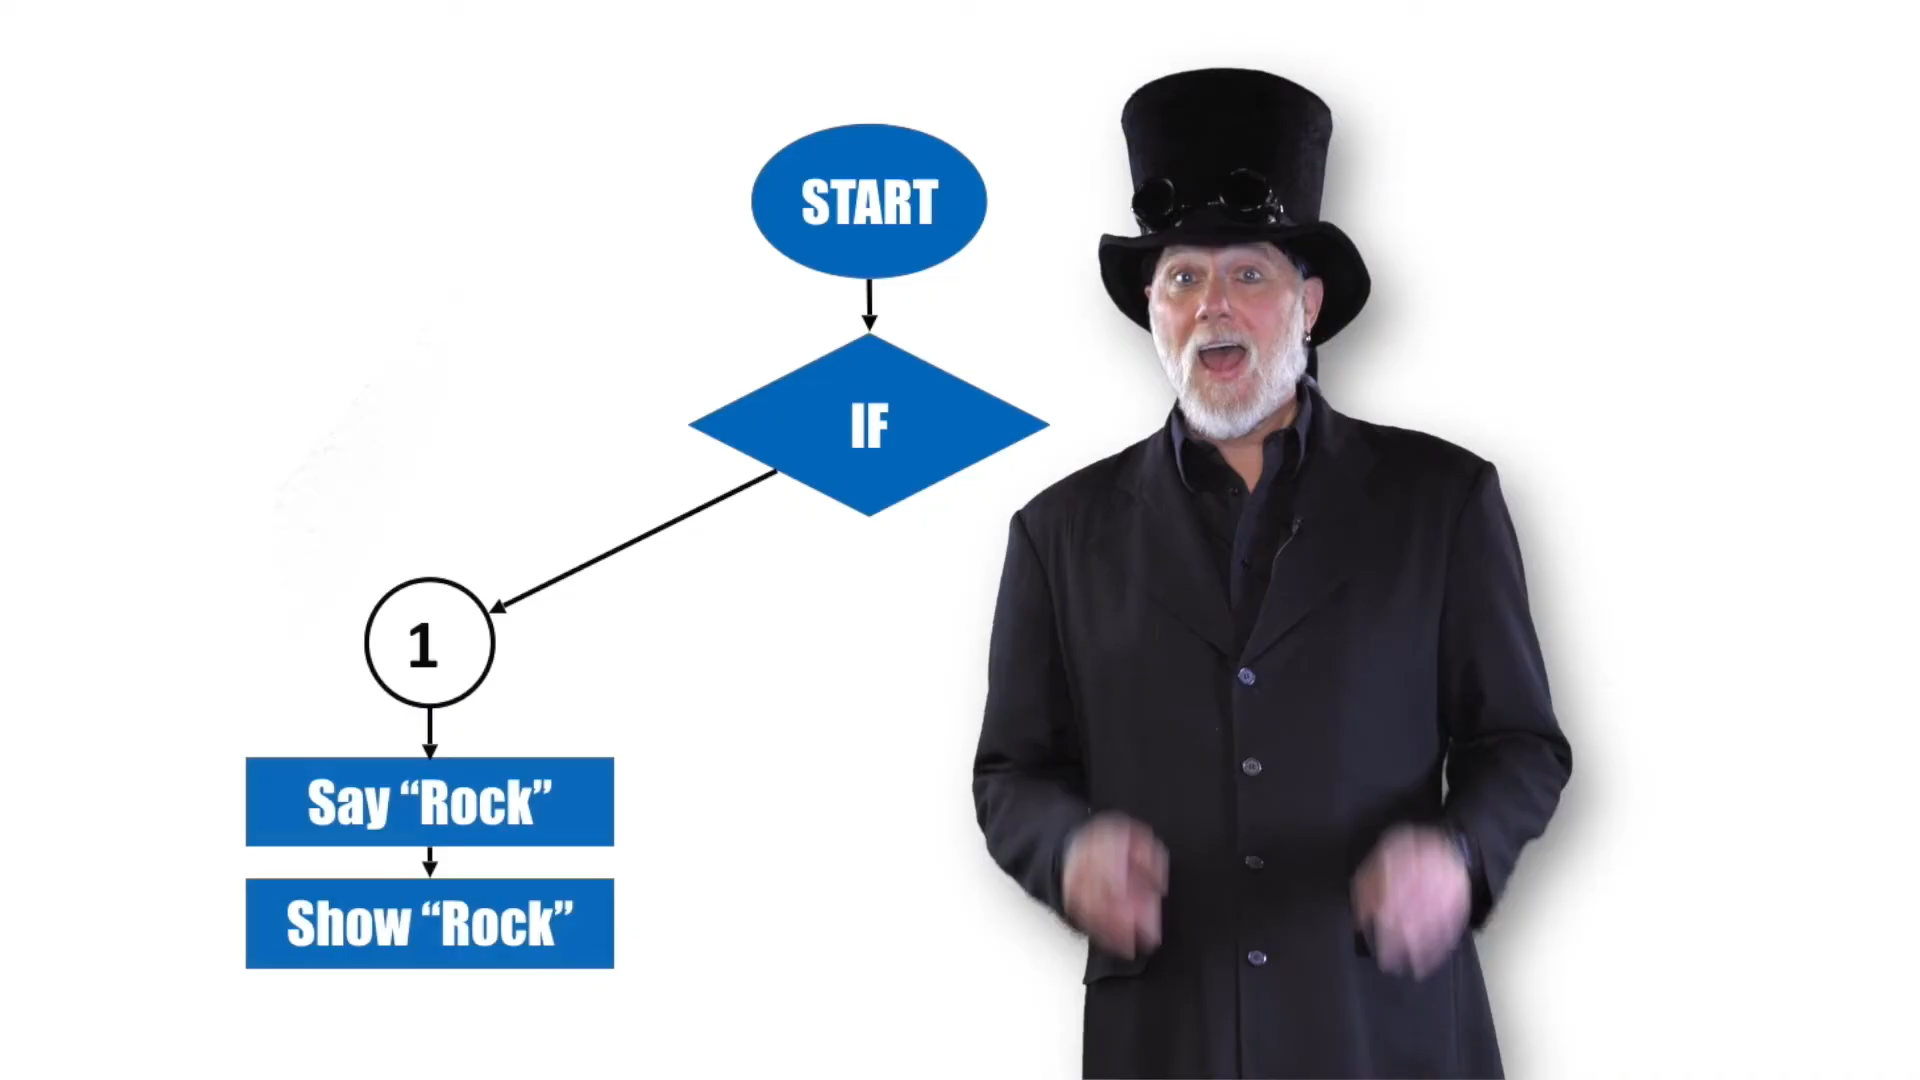 START
IF
1
Say “Rock”
Show “Rock”